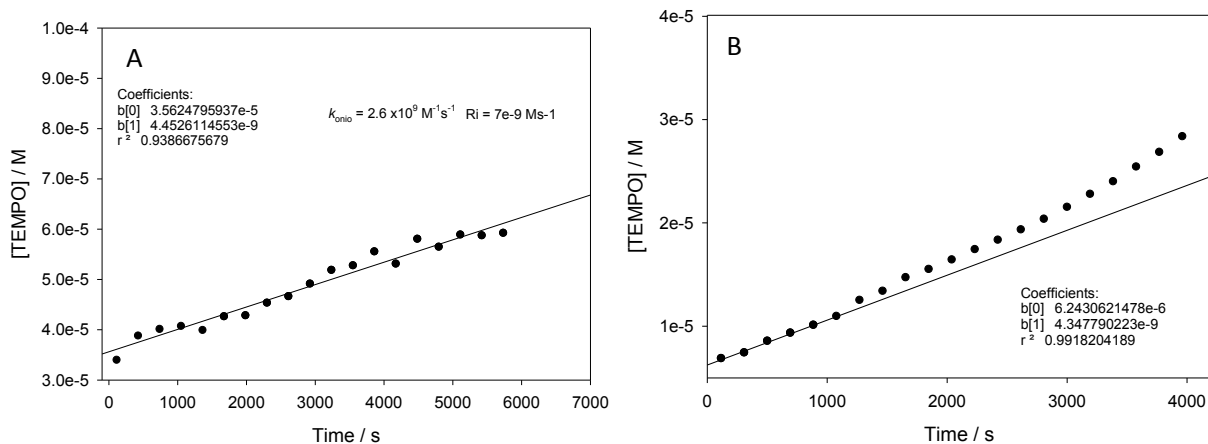 A
[TEMPO] / M
1.0e-4
9.0e-5
8.0e-5
7.0e-5
6.0e-5
5.0e-5
4.0e-5
3.0e-5
Coefficients:
b[0] 3.5624795937e-5
b[1] 4.4526114553e-9
r ² 0.9386675679
konio = 2.6 x10⁹ M⁻¹s⁻¹ Ri = 7e-9 Ms-1
0 1000 2000 3000 4000 5000 6000 7000
Time / s
B
[TEMPO] / M
4e-5
3e-5
2e-5
1e-5
Coefficients:
b[0] 6.2430621478e-6
b[1] 4.347790223e-9
r ² 0.9918204189
0 1000 2000 3000 4000
Time / s